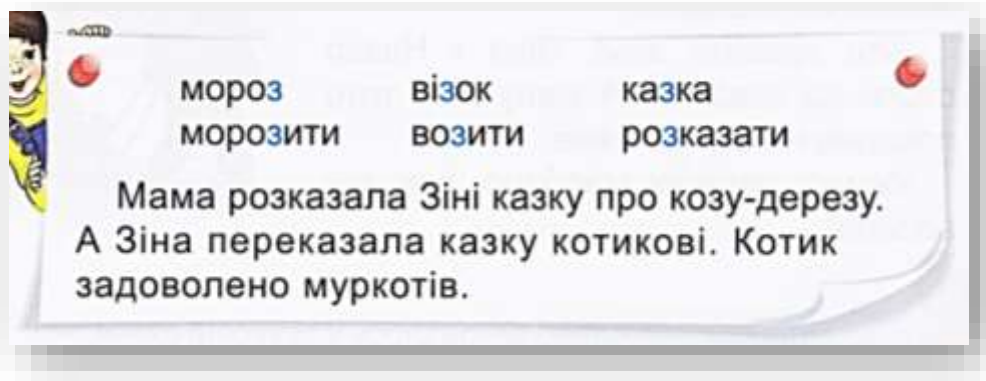 мороз візок казка
морозити возити розказати
Мама розказала Зіні казку про козу-дерезу.
А Зіна переказала казку котикові. Котик
задоволено муркотів.